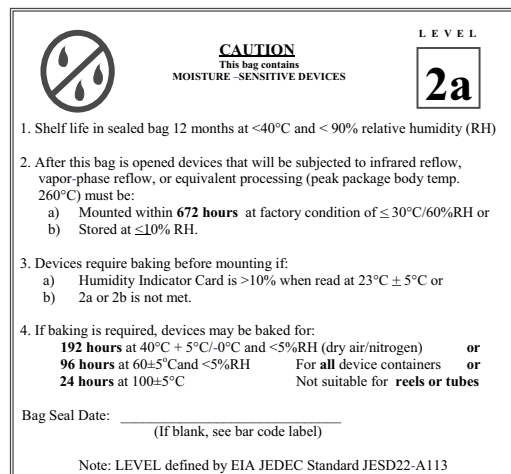 LEVEL
CAUTION
This bag contains
MOISTURE –SENSITIVE DEVICES
2a
1. Shelf life in sealed bag 12 months at <40°C and < 90% relative humidity (RH)
2. After this bag is opened devices that will be subjected to infrared reflow,
vapor-phase reflow, or equivalent processing (peak package body temp.
260°C) must be:
a) Mounted within 672 hours at factory condition of ≤ 30°C/60%RH or
b) Stored at ≤10% RH.
3. Devices require baking before mounting if:
a) Humidity Indicator Card is >10% when read at 23°C ± 5°C or
b) 2a or 2b is not met.
4. If baking is required, devices may be baked for:
192 hours at 40°C + 5°C/-0°C and <5%RH (dry air/nitrogen) or
96 hours at 60±5°Cand <5%RH For all device containers or
24 hours at 100±5°C Not suitable for reels or tubes
Bag Seal Date: ______________________________
(If blank, see bar code label)
Note: LEVEL defined by EIA JEDEC Standard JESD22-A113